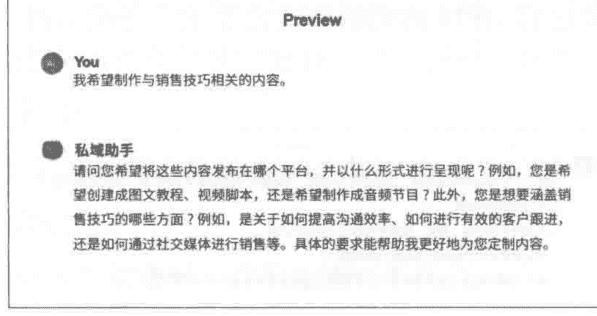 Preview
You
我希望制作与销售技巧相关的内容。
私域助手
请问您希望将这些内容发布在哪个平台，并以什么形式进行呈现呢？例如，您是希
望创建成图文教程、视频脚本，还是希望制作成音频节目？此外，您是想要涵盖销
售技巧的哪些方面？例如，是关于如何提高沟通效率、如何进行有效的客户跟进，
还是如何通过社交媒体进行销售等。具体的要求能帮助我更好地为您定制内容。